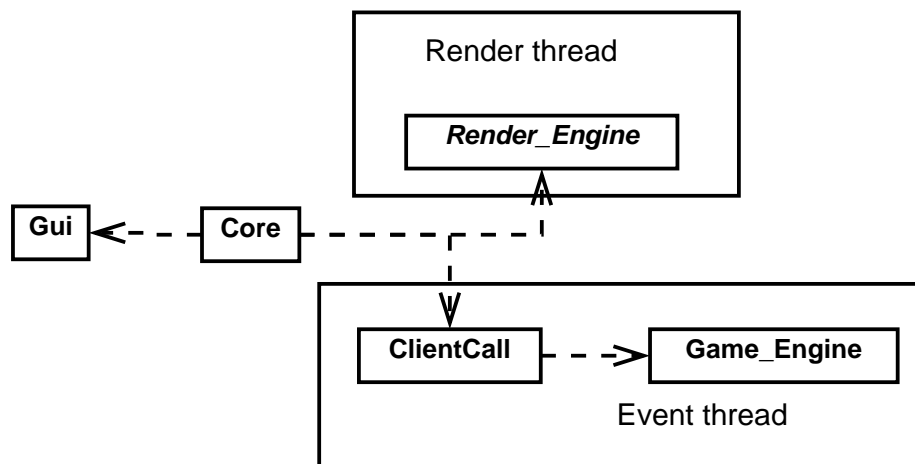 Render thread
Render_Engine
Gui
Core
ClientCall
Game_Engine
Event thread